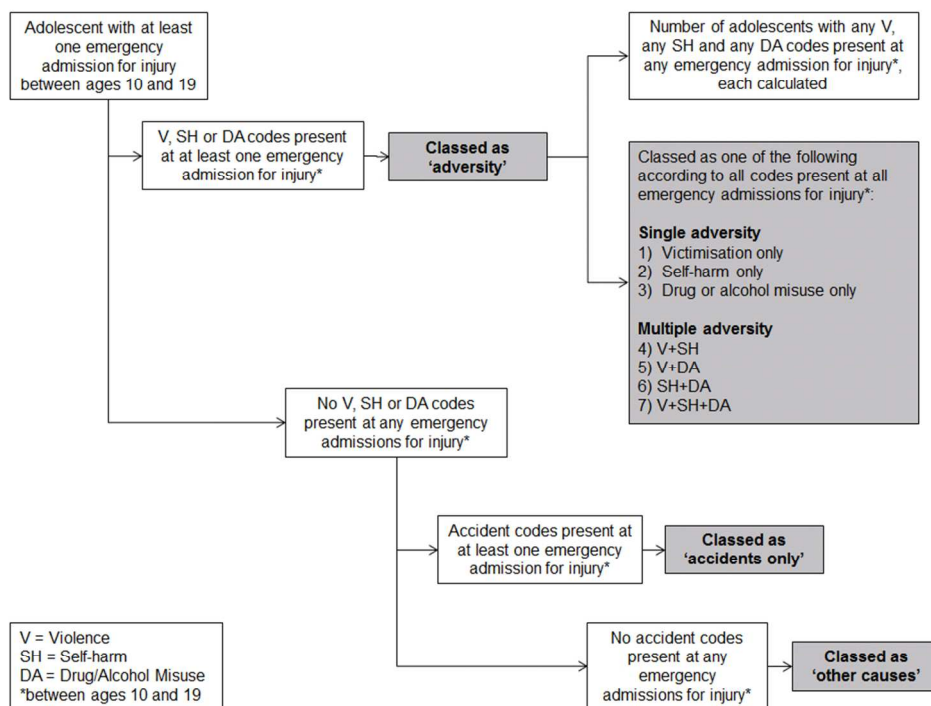 Adolescent with at least
one emergency
admission for injury
between ages 10 and 19
Number of adolescents with any V,
any SH and any DA codes present at
any emergency admission for injury*,
each calculated
V, SH or DA codes present
at at least one emergency
admission for injury*
Classed as
‘adversity’
Classed as one of the following
according to all codes present at all
emergency admissions for injury*:
Single adversity
1) Victimisation only
2) Self-harm only
3) Drug or alcohol misuse only
Multiple adversity
4) V+SH
5) V+DA
6) SH+DA
7) V+SH+DA
No V, SH or DA codes
present at any emergency
admissions for injury*
Accident codes present at
at least one emergency
admission for injury*
Classed as
‘accidents only’
No accident codes
present at any
emergency
admissions for injury*
Classed as
‘other causes’
V = Violence
SH = Self-harm
DA = Drug/Alcohol Misuse
*between ages 10 and 19